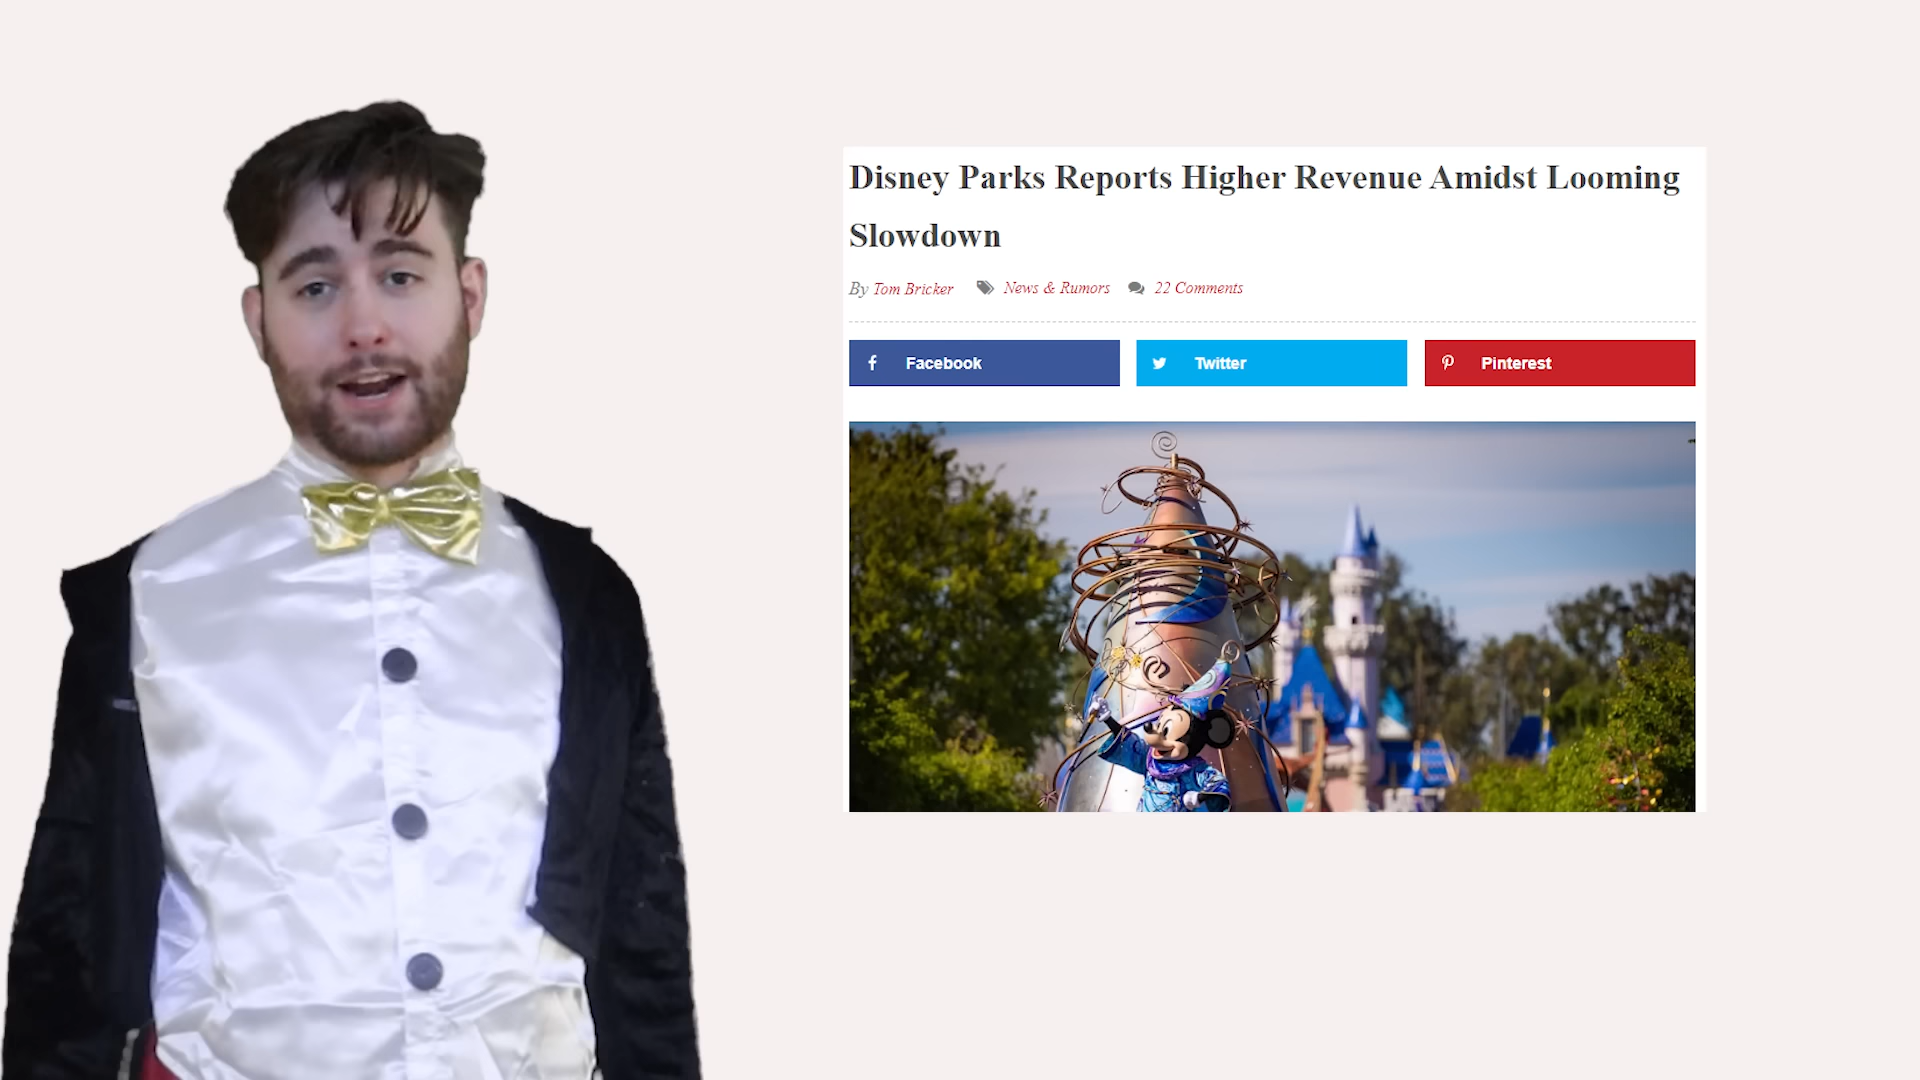 Disney Parks Reports Higher Revenue Amidst Looming
Slowdown
By Tom Bricker News & Rumors 22 Comments
Facebook Twitter Pinterest